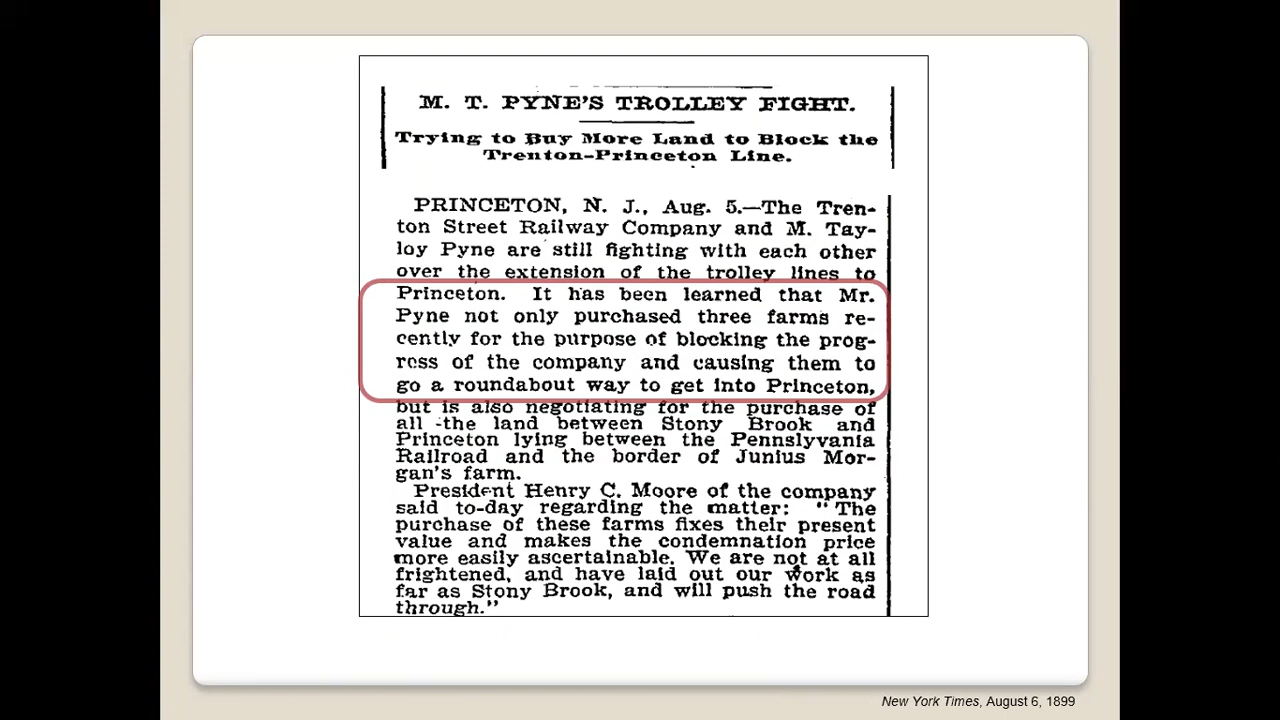 M. T. PYNE'S TROLLEY FIGHT.
Trying to Buy More Land to Block the
Trenton-Princeton Line.
PRINCETON, N. J., Aug. 5.—The Tren-
ton Street Railway Company and M. Tay-
loy Pyne are still fighting with each other
over the extension of the trolley lines to
Princeton. It has been learned that Mr.
Pyne not only purchased three farms re-
cently for the purpose of blocking the prog-
ress of the company and causing them to
go a roundabout way to get into Princeton,
but is also negotiating for the purchase of
all the land between Stony Brook and
Princeton lying between the Pennslyvania
Railroad and the border of Junius Mor-
gan's farm.
President Henry C. Moore of the company
said to-day regarding the matter: "The
purchase of these farms fixes their present
value and makes the condemnation price
more easily ascertainable. We are not at all
frightened, and have laid out our work as
far as Stony Brook, and will push the road
through."
New York Times, August 6, 1899